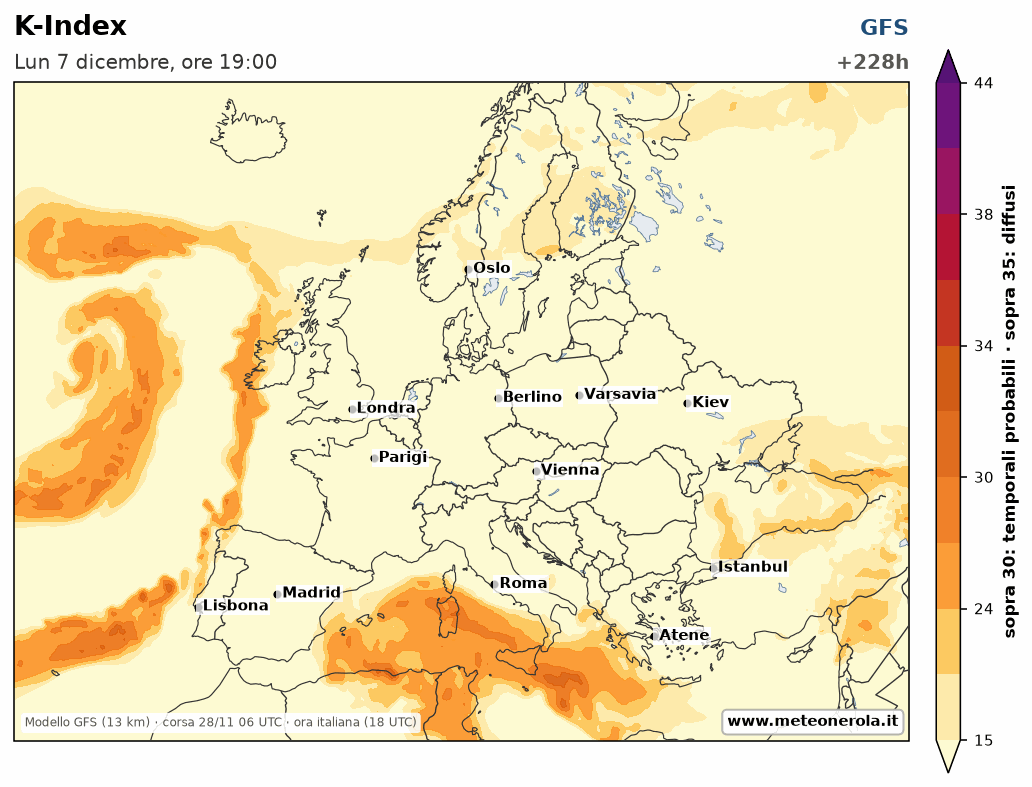 K-Index
GFS
Lun 7 dicembre, ore 19:00
+228h
44
38
34
30
24
15
sopra 30: temporali probabili · sopra 35: diffusi
Oslo
Berlino
Varsavia
Kiev
Londra
Parigi
Vienna
Istanbul
Roma
Madrid
Lisbona
Atene
Modello GFS (13 km) · corsa 28/11 06 UTC · ora italiana (18 UTC)
www.meteonerola.it